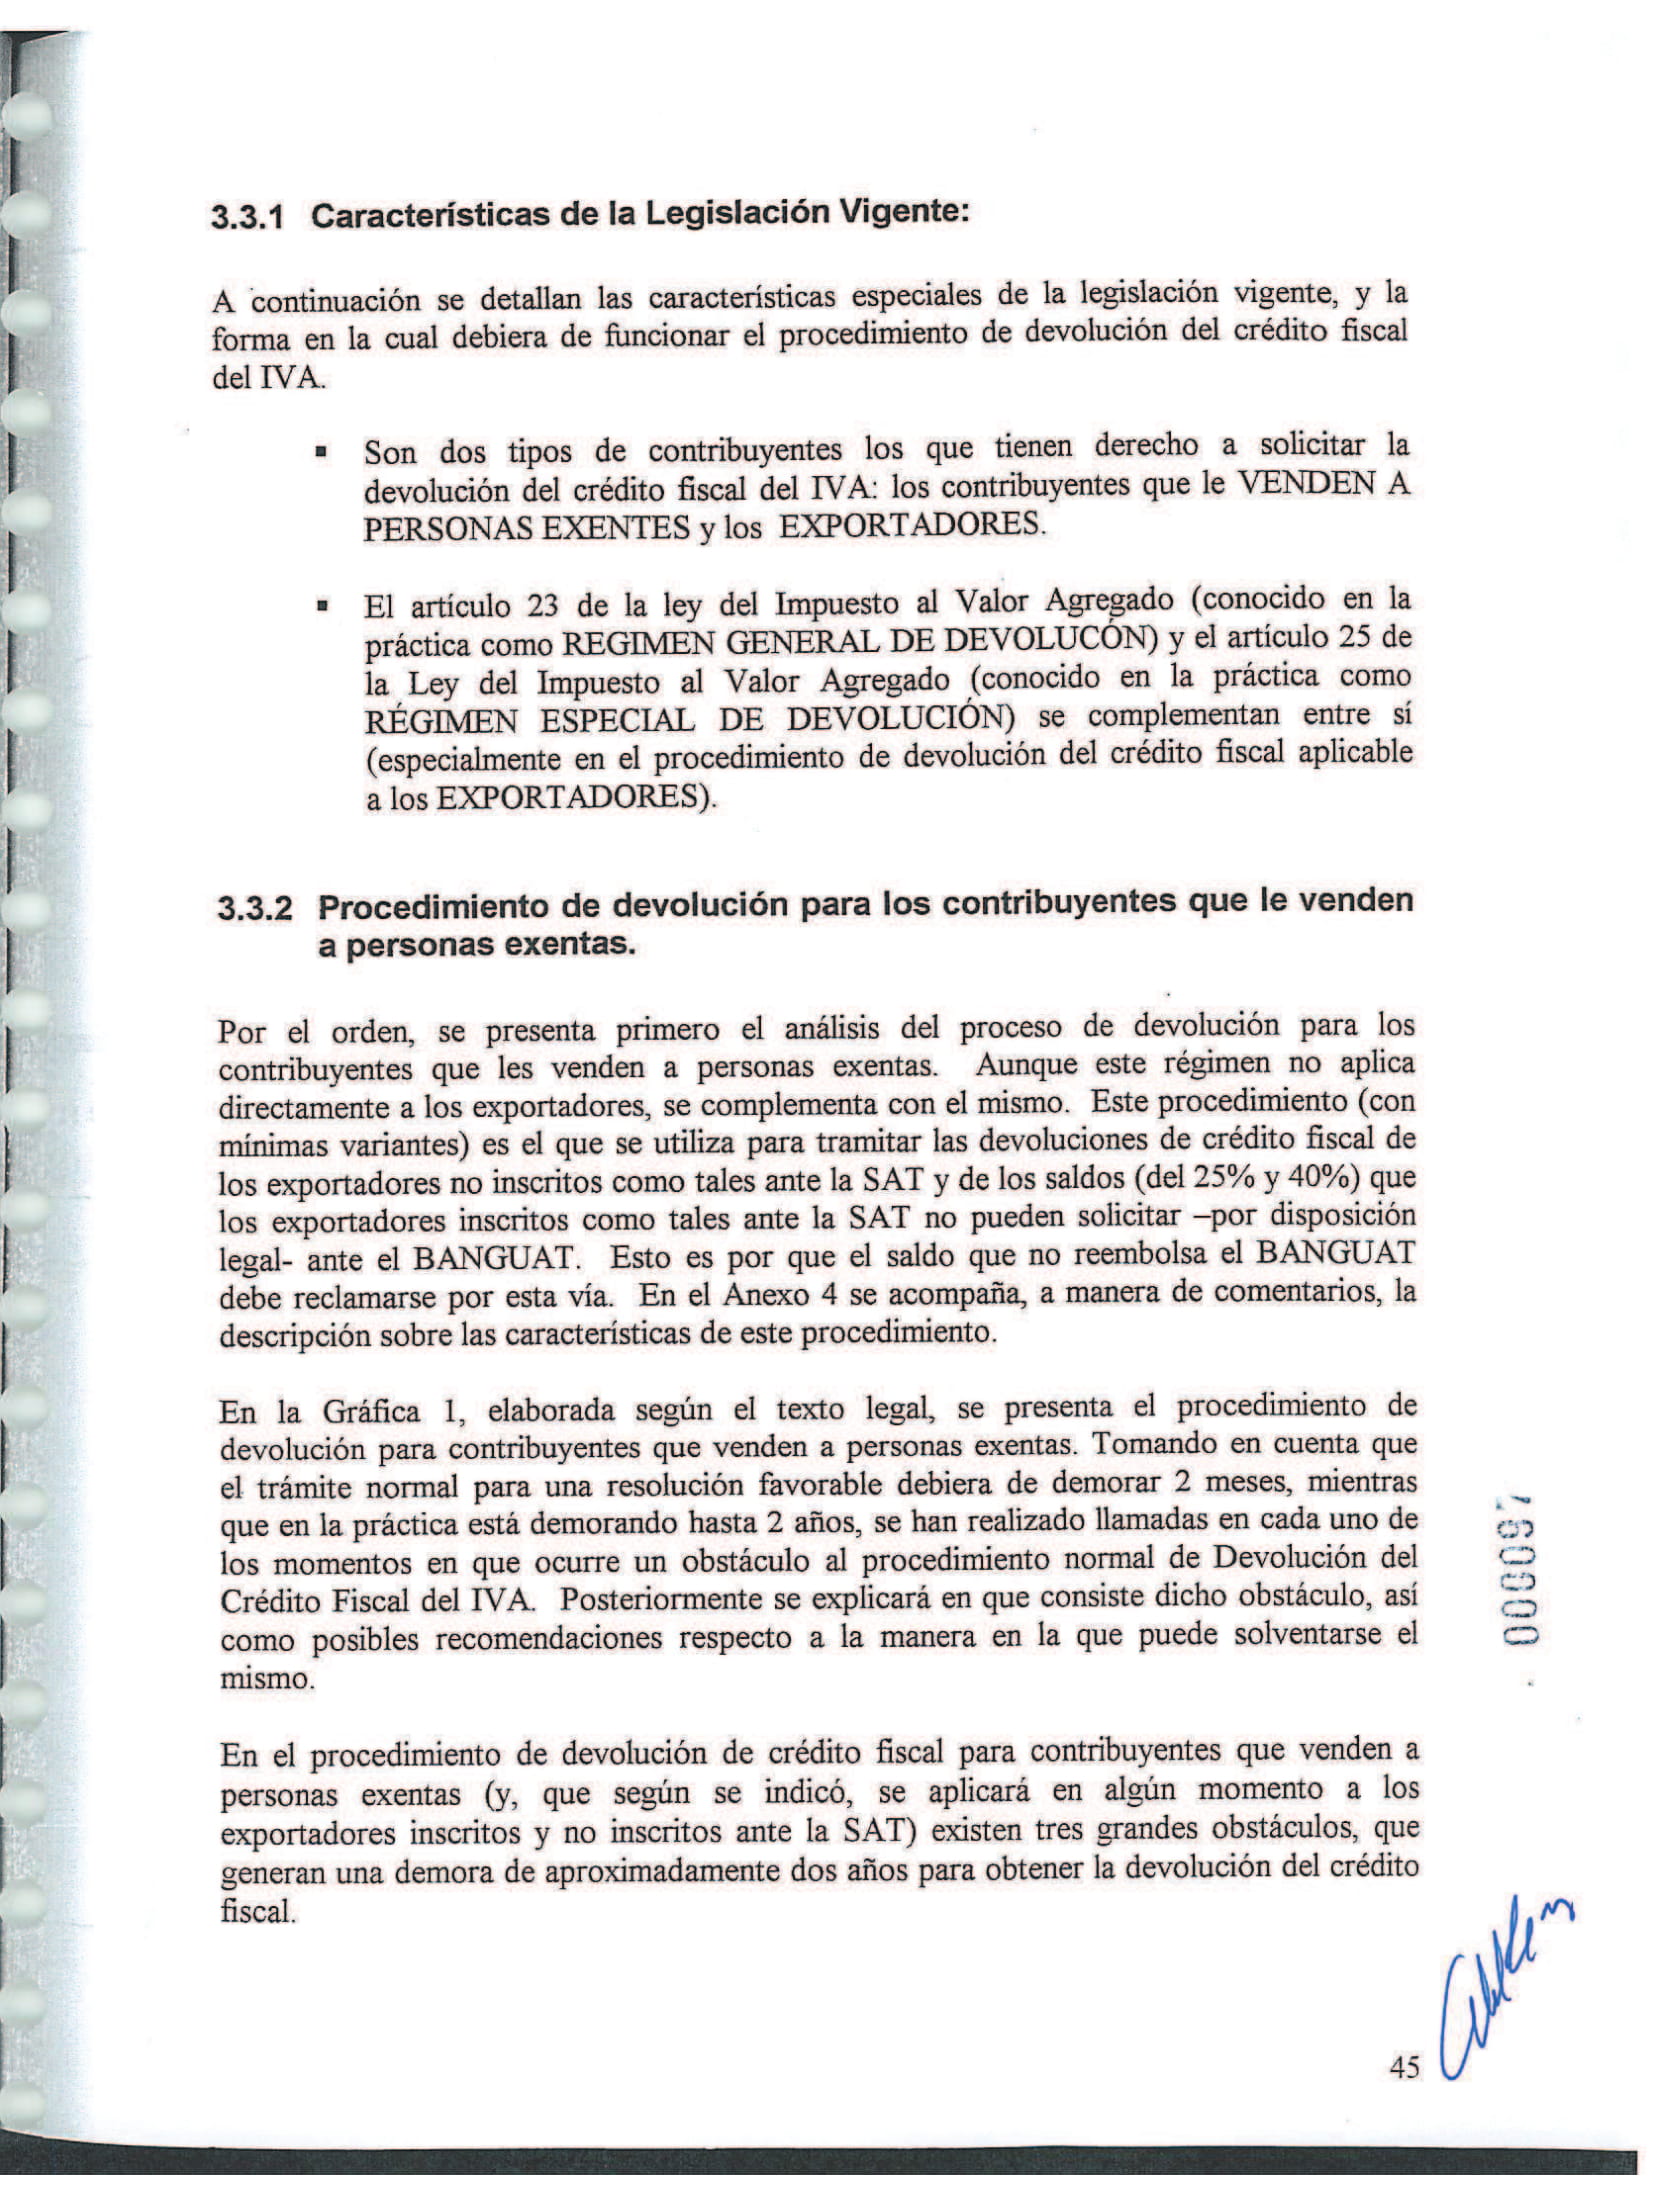 3.3.1 Características de la Legislación Vigente:
A continuación se detallan las características especiales de la legislación vigente, y la
forma en la cual debiera de funcionar el procedimiento de devolución del crédito fiscal
del IVA.
▪ Son dos tipos de contribuyentes los que tienen derecho a solicitar la
devolución del crédito fiscal del IVA: los contribuyentes que le VENDEN A
PERSONAS EXENTES y los EXPORTADORES.
▪ El artículo 23 de la ley del Impuesto al Valor Agregado (conocido en la
práctica como REGIMEN GENERAL DE DEVOLUCÓN) y el artículo 25 de
la Ley del Impuesto al Valor Agregado (conocido en la práctica como
RÉGIMEN ESPECIAL DE DEVOLUCIÓN) se complementan entre sí
(especialmente en el procedimiento de devolución del crédito fiscal aplicable
a los EXPORTADORES).
3.3.2 Procedimiento de devolución para los contribuyentes que le venden
a personas exentas.
Por el orden, se presenta primero el análisis del proceso de devolución para los
contribuyentes que les venden a personas exentas. Aunque este régimen no aplica
directamente a los exportadores, se complementa con el mismo. Este procedimiento (con
mínimas variantes) es el que se utiliza para tramitar las devoluciones de crédito fiscal de
los exportadores no inscritos como tales ante la SAT y de los saldos (del 25% y 40%) que
los exportadores inscritos como tales ante la SAT no pueden solicitar –por disposición
legal- ante el BANGUAT. Esto es por que el saldo que no reembolsa el BANGUAT
debe reclamarse por esta vía. En el Anexo 4 se acompaña, a manera de comentarios, la
descripción sobre las características de este procedimiento.
En la Gráfica 1, elaborada según el texto legal, se presenta el procedimiento de
devolución para contribuyentes que venden a personas exentas. Tomando en cuenta que
el trámite normal para una resolución favorable debiera de demorar 2 meses, mientras
que en la práctica está demorando hasta 2 años, se han realizado llamadas en cada uno de
los momentos en que ocurre un obstáculo al procedimiento normal de Devolución del
Crédito Fiscal del IVA. Posteriormente se explicará en que consiste dicho obstáculo, así
como posibles recomendaciones respecto a la manera en la que puede solventarse el
mismo.
En el procedimiento de devolución de crédito fiscal para contribuyentes que venden a
personas exentas (y, que según se indicó, se aplicará en algún momento a los
exportadores inscritos y no inscritos ante la SAT) existen tres grandes obstáculos, que
generan una demora de aproximadamente dos años para obtener la devolución del crédito
fiscal.
45